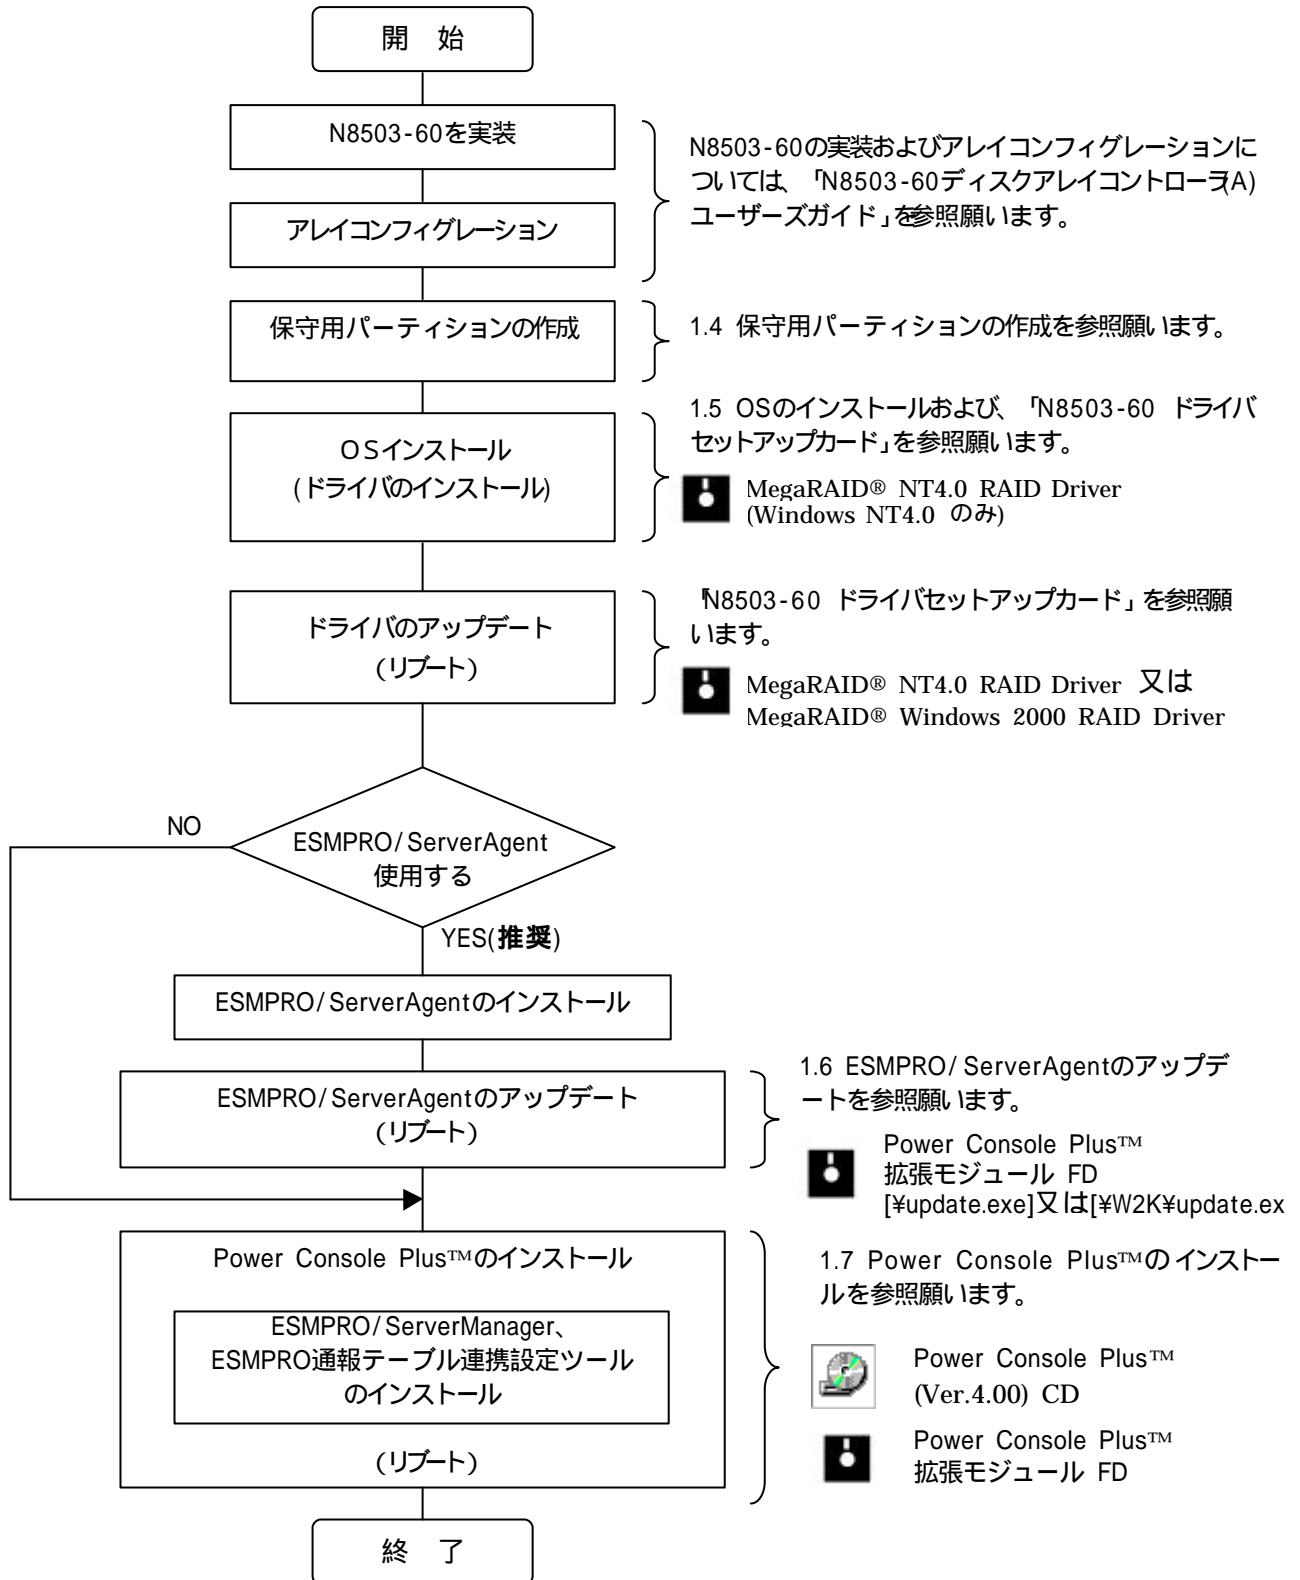 開　始
N8503-60を実装
アレイコンフィグレーション
N8503-60の実装およびアレイコンフィグレーションに
ついては、「N8503-60ディスクアレイコントローラ(A)
ユーザーズガイド」を参照願います。
保守用パーティションの作成
1.4 保守用パーティションの作成を参照願います。
OSインストール
(ドライバのインストール)
1.5 OSのインストールおよび、「N8503-60 ドライバ
セットアップカード」を参照願います。
MegaRAID® NT4.0 RAID Driver
(Windows NT4.0 のみ)
ドライバのアップデート
(リブート)
「N8503-60 ドライバセットアップカード」を参照願
います。
MegaRAID® NT4.0 RAID Driver 又は
MegaRAID® Windows 2000 RAID Driver
NO
ESMPRO/ServerAgent
使用する
YES(推奨)
ESMPRO/ServerAgentのインストール
ESMPRO/ServerAgentのアップデート
(リブート)
1.6 ESMPRO/ServerAgentのアップデ
ートを参照願います。
Power Console Plus™
拡張モジュール FD
[¥update.exe]又は[¥W2K¥update.ex
Power Console Plus™のインストール
ESMPRO/ServerManager、
ESMPRO通報テーブル連携設定ツール
のインストール
(リブート)
1.7 Power Console Plus™のインストー
ルを参照願います。
Power Console Plus™
(Ver.4.00) CD
Power Console Plus™
拡張モジュール FD
終　了